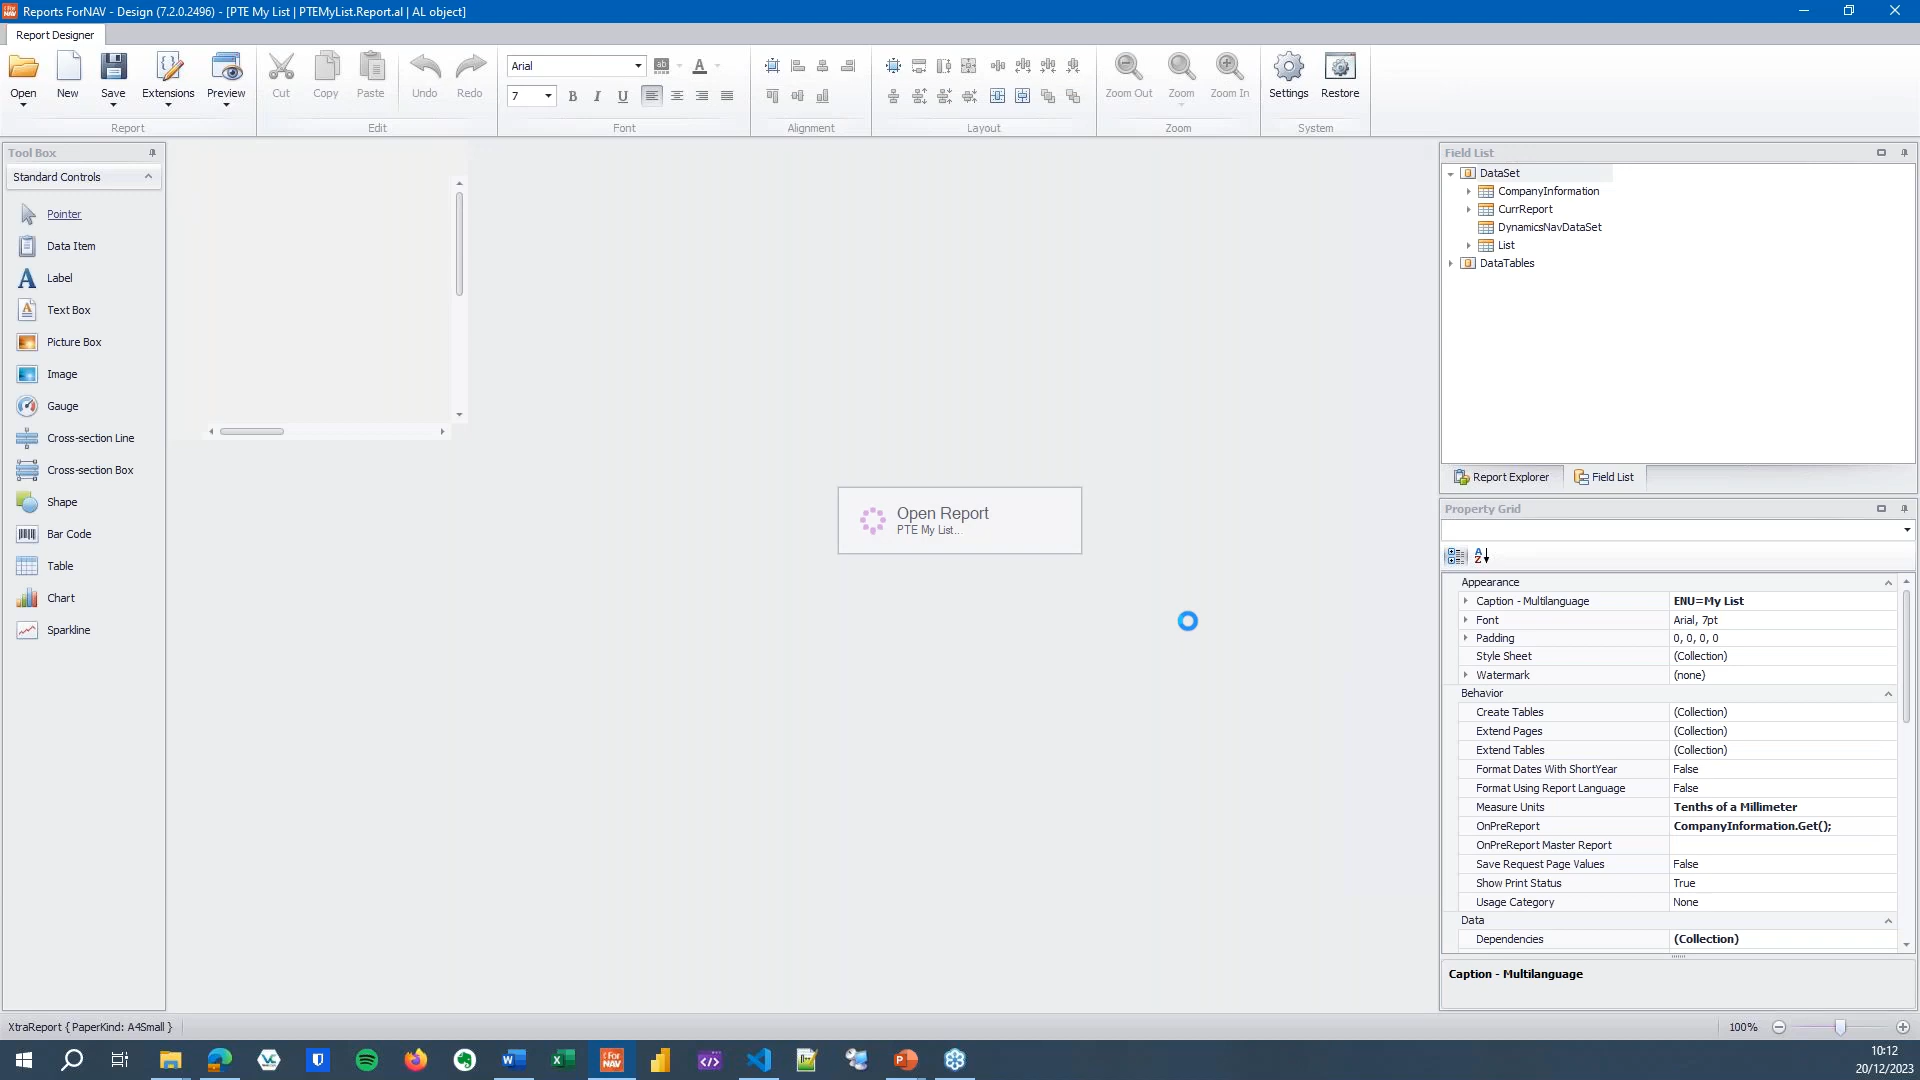 Reports ForNAV - Design (7.2.0.2496) - [PTE My List | PTEMyList.Report.al | AL object]
Report Designer
Open
New
Save
Extensions
Preview
Report
Cut
Copy
Paste
Undo
Redo
Edit
Arial
7
B I U
Font
Alignment
Layout
Zoom Out
Zoom
Zoom In
Zoom
Settings
Restore
System
Tool Box
Standard Controls
Pointer
Data Item
Label
Text Box
Picture Box
Image
Gauge
Cross-section Line
Cross-section Box
Shape
Bar Code
Table
Chart
Sparkline
Open Report
PTE My List...
Field List
DataSet
CompanyInformation
CurrReport
DynamicsNavDataSet
List
DataTables
Report Explorer
Field List
Property Grid
Appearance
Caption - Multilanguage ENU=My List
Font Arial, 7pt
Padding 0, 0, 0, 0
Style Sheet (Collection)
Watermark (none)
Behavior
Create Tables (Collection)
Extend Pages (Collection)
Extend Tables (Collection)
Format Dates With ShortYear False
Format Using Report Language False
Measure Units Tenths of a Millimeter
OnPreReport CompanyInformation.Get();
OnPreReport Master Report
Save Request Page Values False
Show Print Status True
Usage Category None
Data
Dependencies (Collection)
Caption - Multilanguage
XtraReport { PaperKind: A4Small }
100%
10:12
20/12/2023